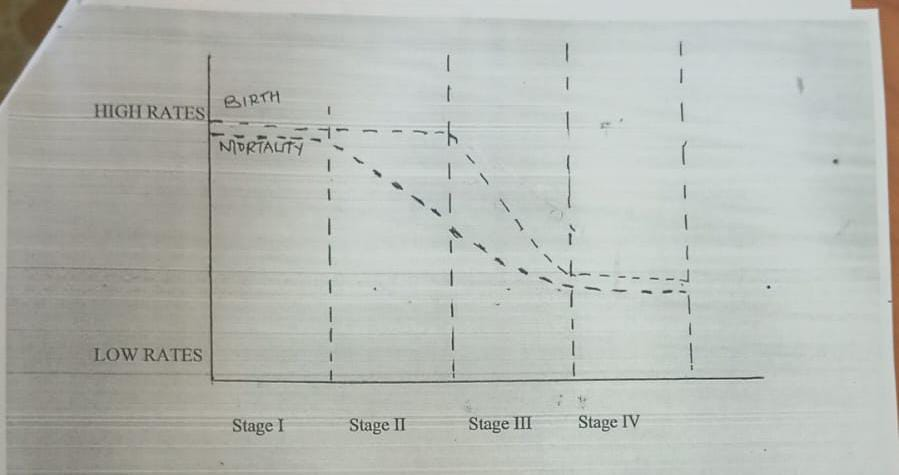 BIRTH
HIGH RATES
MORTALITY
LOW RATES
Stage I Stage II Stage III Stage IV